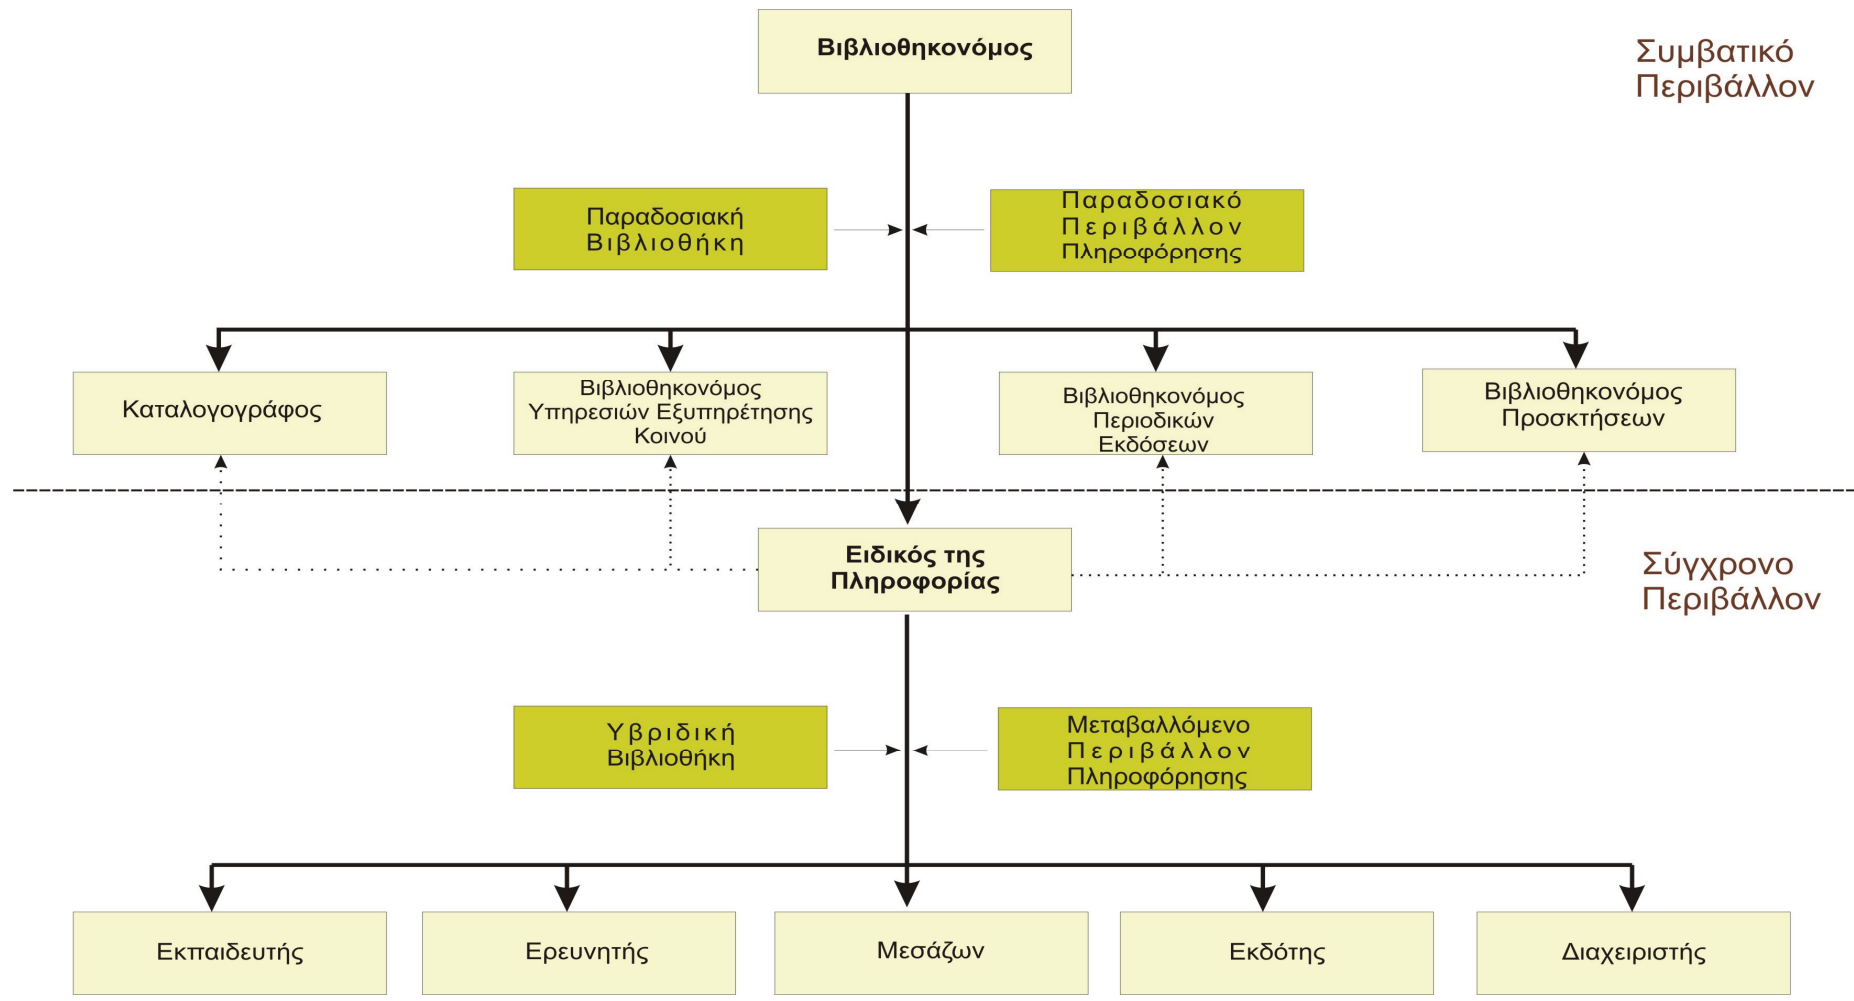 Βιβλιοθηκονόμος
Συμβατικό
Περιβάλλον
Παραδοσιακή
Βιβλιοθήκη
Παραδοσιακό
Περιβάλλον
Πληροφόρησης
Καταλογογράφος
Βιβλιοθηκονόμος
Υπηρεσιών Εξυπηρέτησης
Κοινού
Βιβλιοθηκονόμος
Περιοδικών
Εκδόσεων
Βιβλιοθηκονόμος
Προσκτήσεων
Ειδικός της
Πληροφορίας
Σύγχρονο
Περιβάλλον
Υβριδική
Βιβλιοθήκη
Μεταβαλλόμενο
Περιβάλλον
Πληροφόρησης
Εκπαιδευτής
Ερευνητής
Μεσάζων
Εκδότης
Διαχειριστής